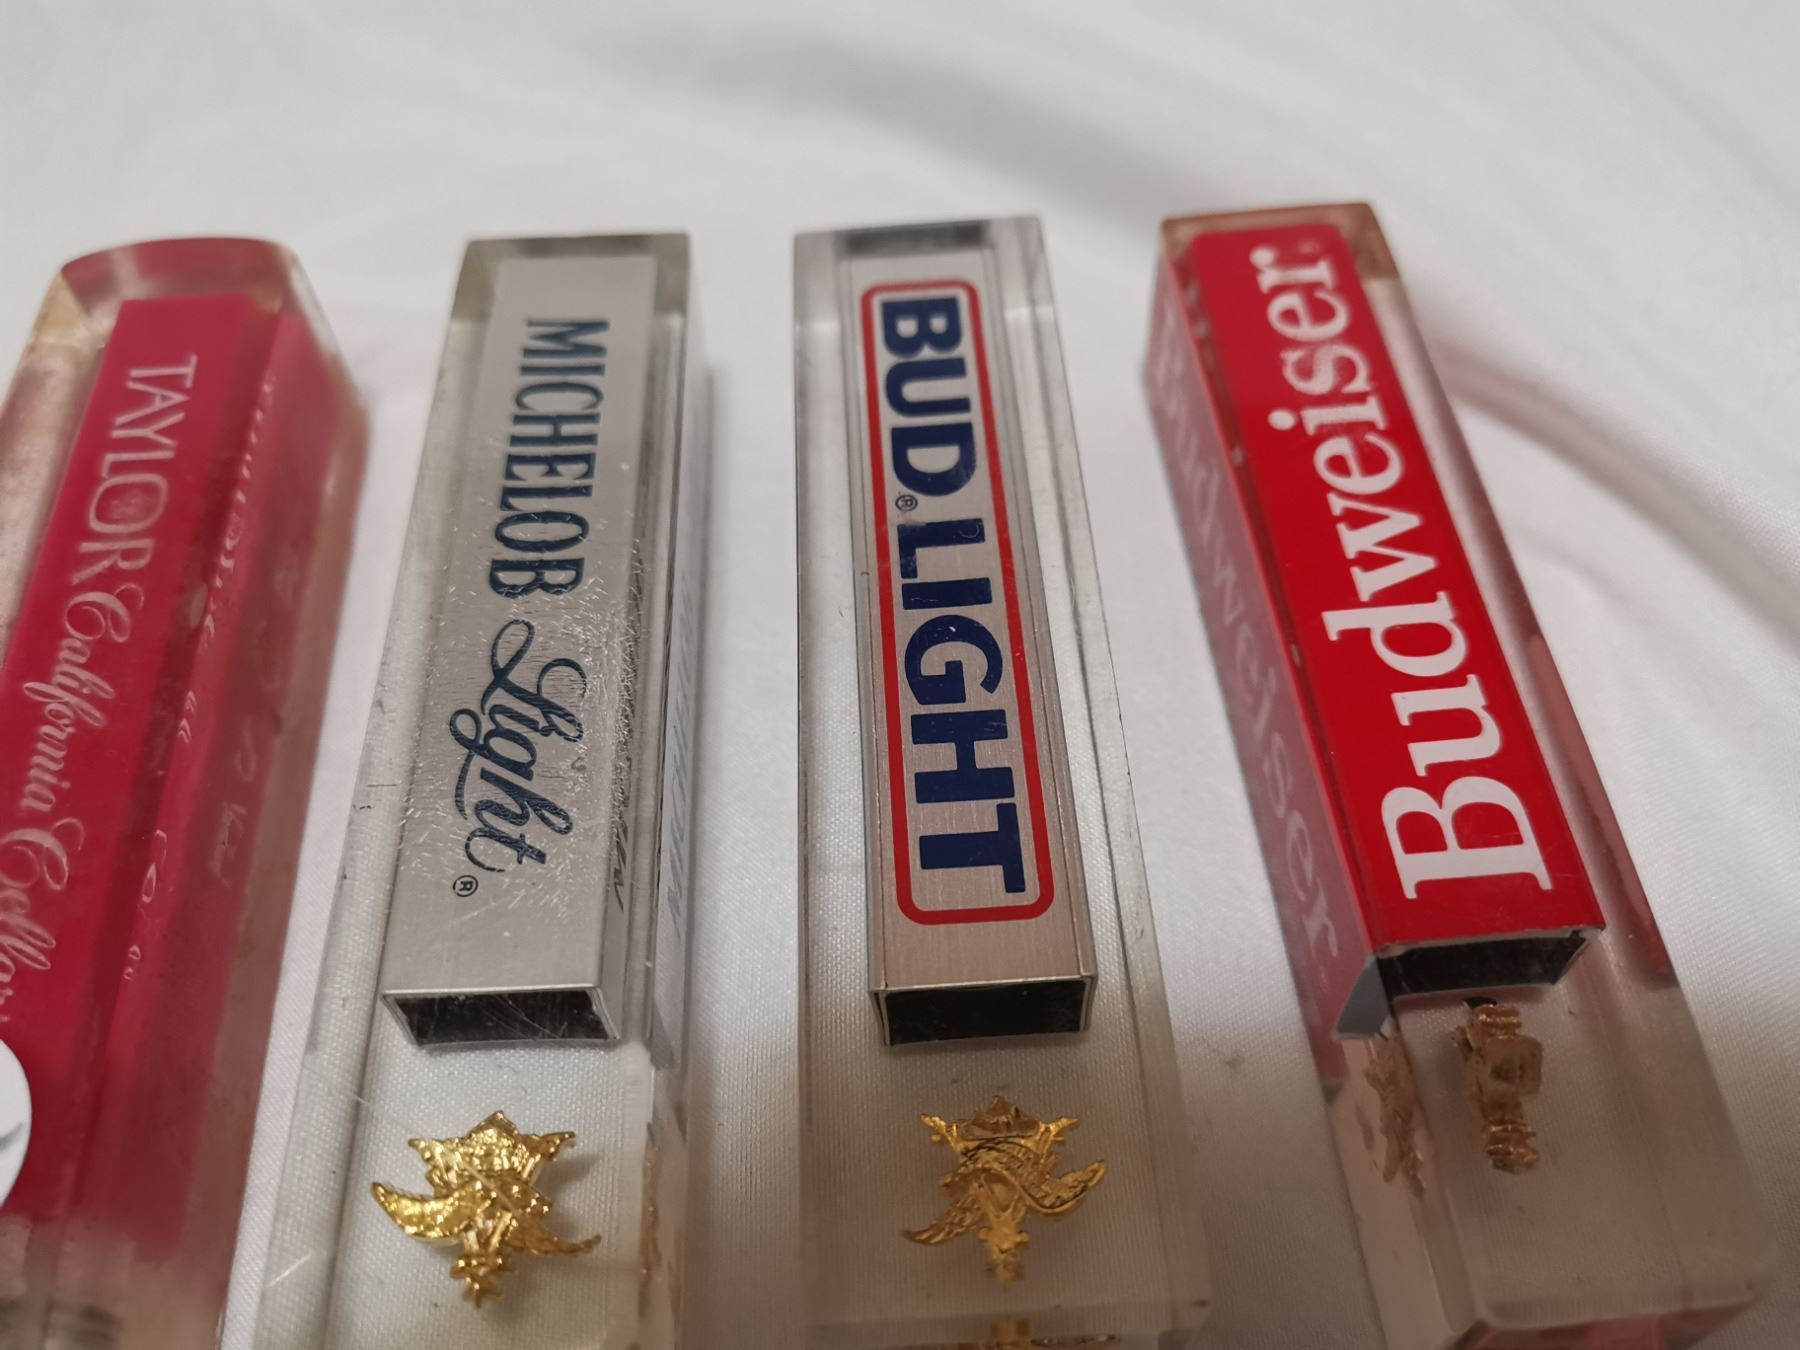 TAYLOR California Cellars
MICHELOB Light®
BUD® LIGHT
Budweiser®
Budweiser